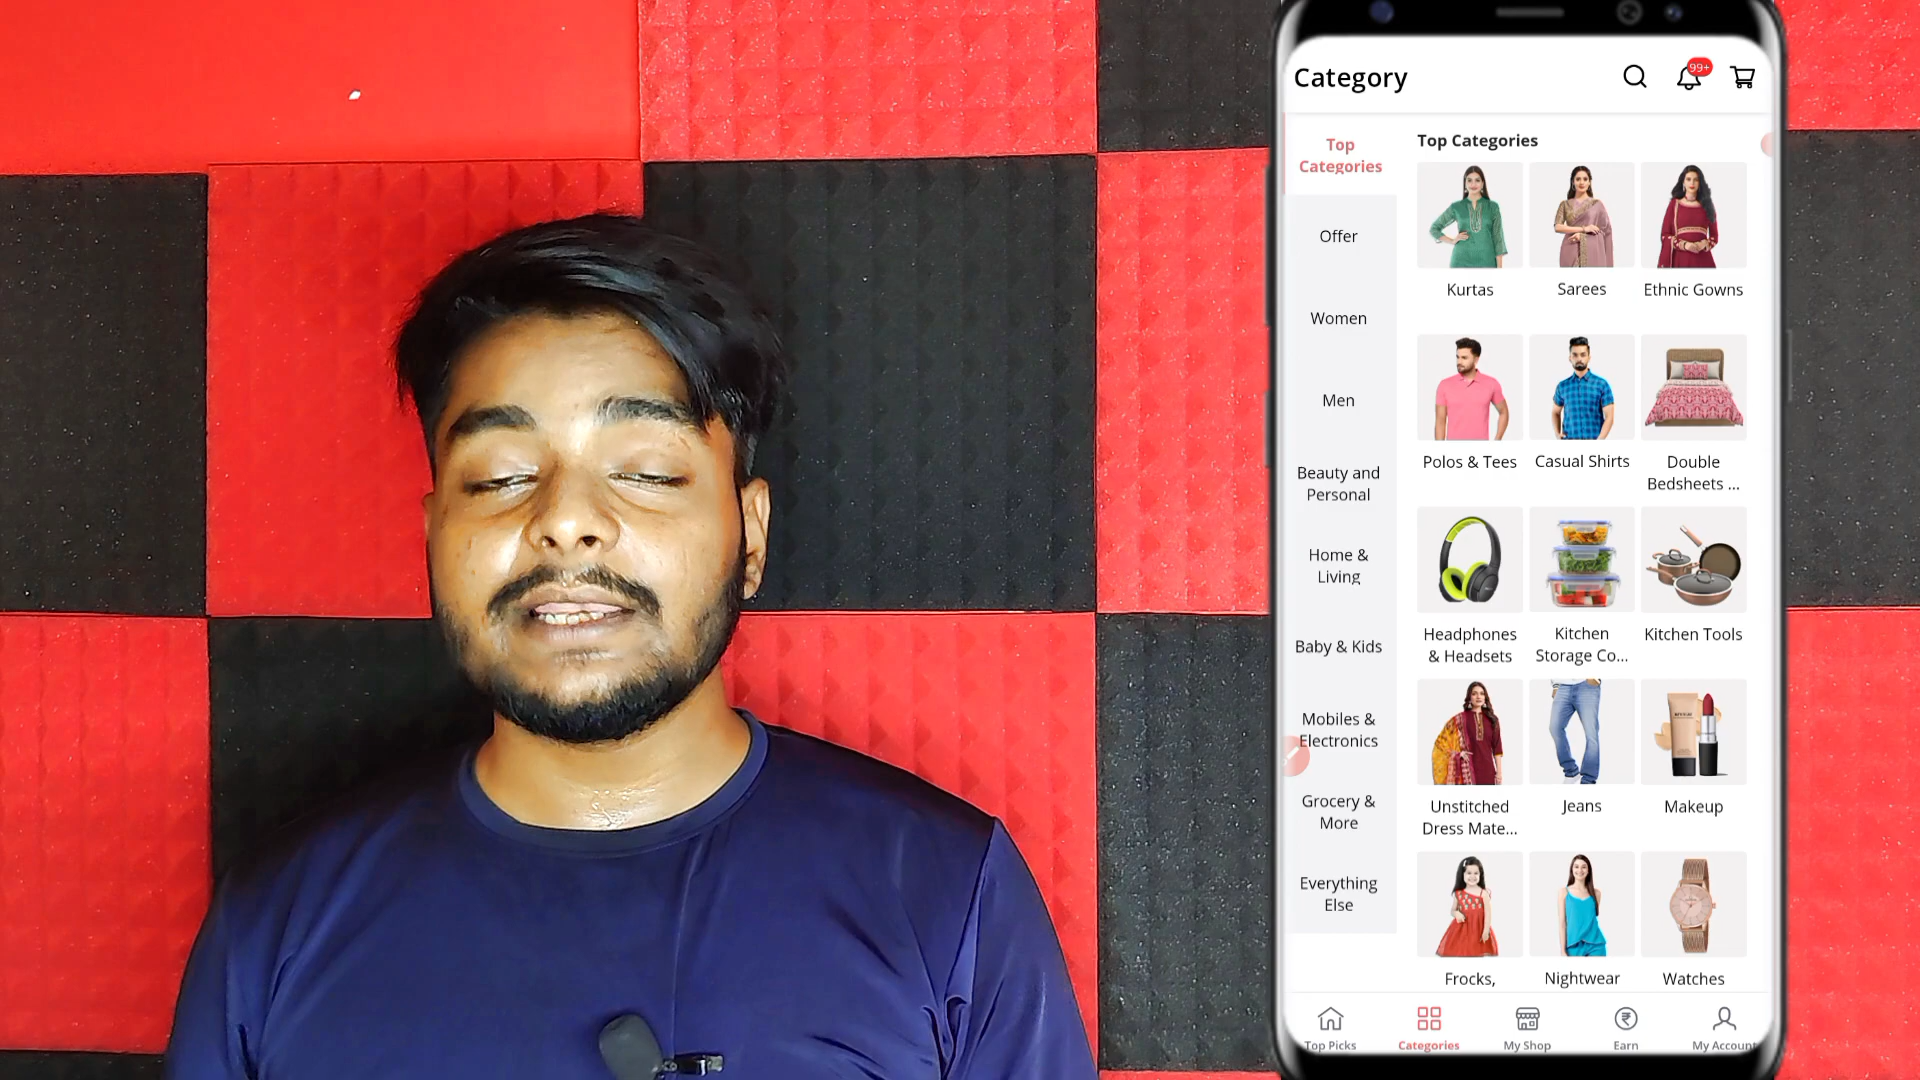 Category
99+
Top
Categories
Offer
Women
Men
Beauty and
Personal
Home &
Living
Baby & Kids
Mobiles &
Electronics
Grocery &
More
Everything
Else
Top Categories
Kurtas
Sarees
Ethnic Gowns
Polos & Tees
Casual Shirts
Double
Bedsheets ...
Headphones
& Headsets
Kitchen
Storage Co...
Kitchen Tools
Unstitched
Dress Mate...
Jeans
Makeup
Frocks,
Nightwear
Watches
Top Picks
Categories
My Shop
Earn
My Account